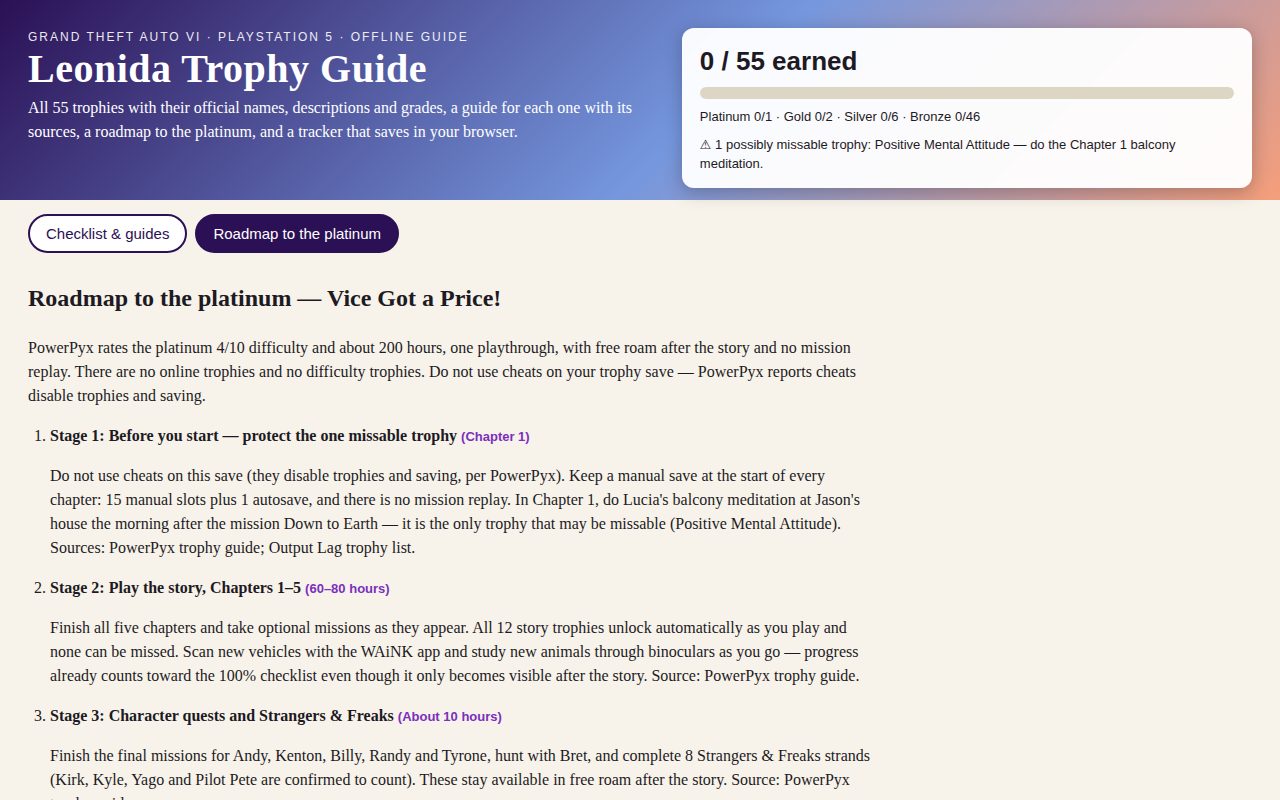 GRAND THEFT AUTO VI · PLAYSTATION 5 · OFFLINE GUIDE
Leonida Trophy Guide
All 55 trophies with their official names, descriptions and grades, a guide for each one with its
sources, a roadmap to the platinum, and a tracker that saves in your browser.
0 / 55 earned
Platinum 0/1 · Gold 0/2 · Silver 0/6 · Bronze 0/46
⚠ 1 possibly missable trophy: Positive Mental Attitude — do the Chapter 1 balcony
meditation.
Checklist & guides
Roadmap to the platinum
Roadmap to the platinum — Vice Got a Price!
PowerPyx rates the platinum 4/10 difficulty and about 200 hours, one playthrough, with free roam after the story and no mission
replay. There are no online trophies and no difficulty trophies. Do not use cheats on your trophy save — PowerPyx reports cheats
disable trophies and saving.
1. Stage 1: Before you start — protect the one missable trophy (Chapter 1)
Do not use cheats on this save (they disable trophies and saving, per PowerPyx). Keep a manual save at the start of every
chapter: 15 manual slots plus 1 autosave, and there is no mission replay. In Chapter 1, do Lucia's balcony meditation at Jason's
house the morning after the mission Down to Earth — it is the only trophy that may be missable (Positive Mental Attitude).
Sources: PowerPyx trophy guide; Output Lag trophy list.
2. Stage 2: Play the story, Chapters 1–5 (60–80 hours)
Finish all five chapters and take optional missions as they appear. All 12 story trophies unlock automatically as you play and
none can be missed. Scan new vehicles with the WAiNK app and study new animals through binoculars as you go — progress
already counts toward the 100% checklist even though it only becomes visible after the story. Source: PowerPyx trophy guide.
3. Stage 3: Character quests and Strangers & Freaks (About 10 hours)
Finish the final missions for Andy, Kenton, Billy, Randy and Tyrone, hunt with Bret, and complete 8 Strangers & Freaks strands
(Kirk, Kyle, Yago and Pilot Pete are confirmed to count). These stay available in free roam after the story. Source: PowerPyx